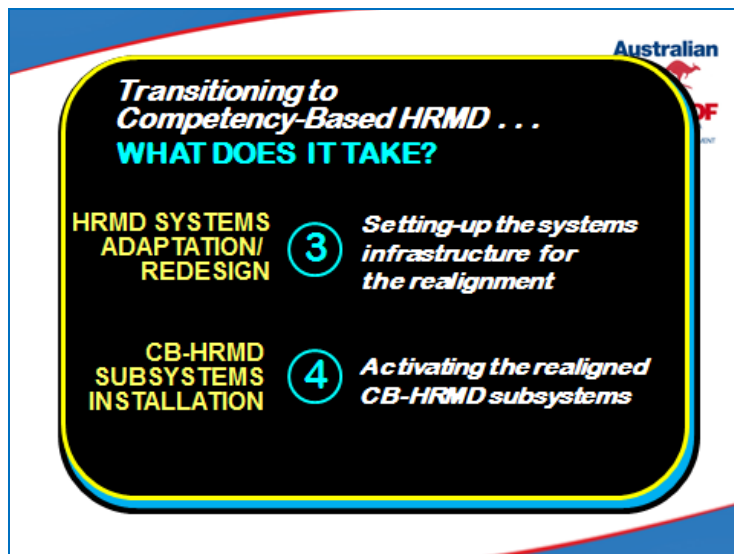 Australian
Transitioning to
Competency-Based HRMD . . .
WHAT DOES IT TAKE?
HRMD SYSTEMS
ADAPTATION/
REDESIGN
3
Setting-up the systems
infrastructure for
the realignment
CB-HRMD
SUBSYSTEMS
INSTALLATION
4
Activating the realigned
CB-HRMD subsystems